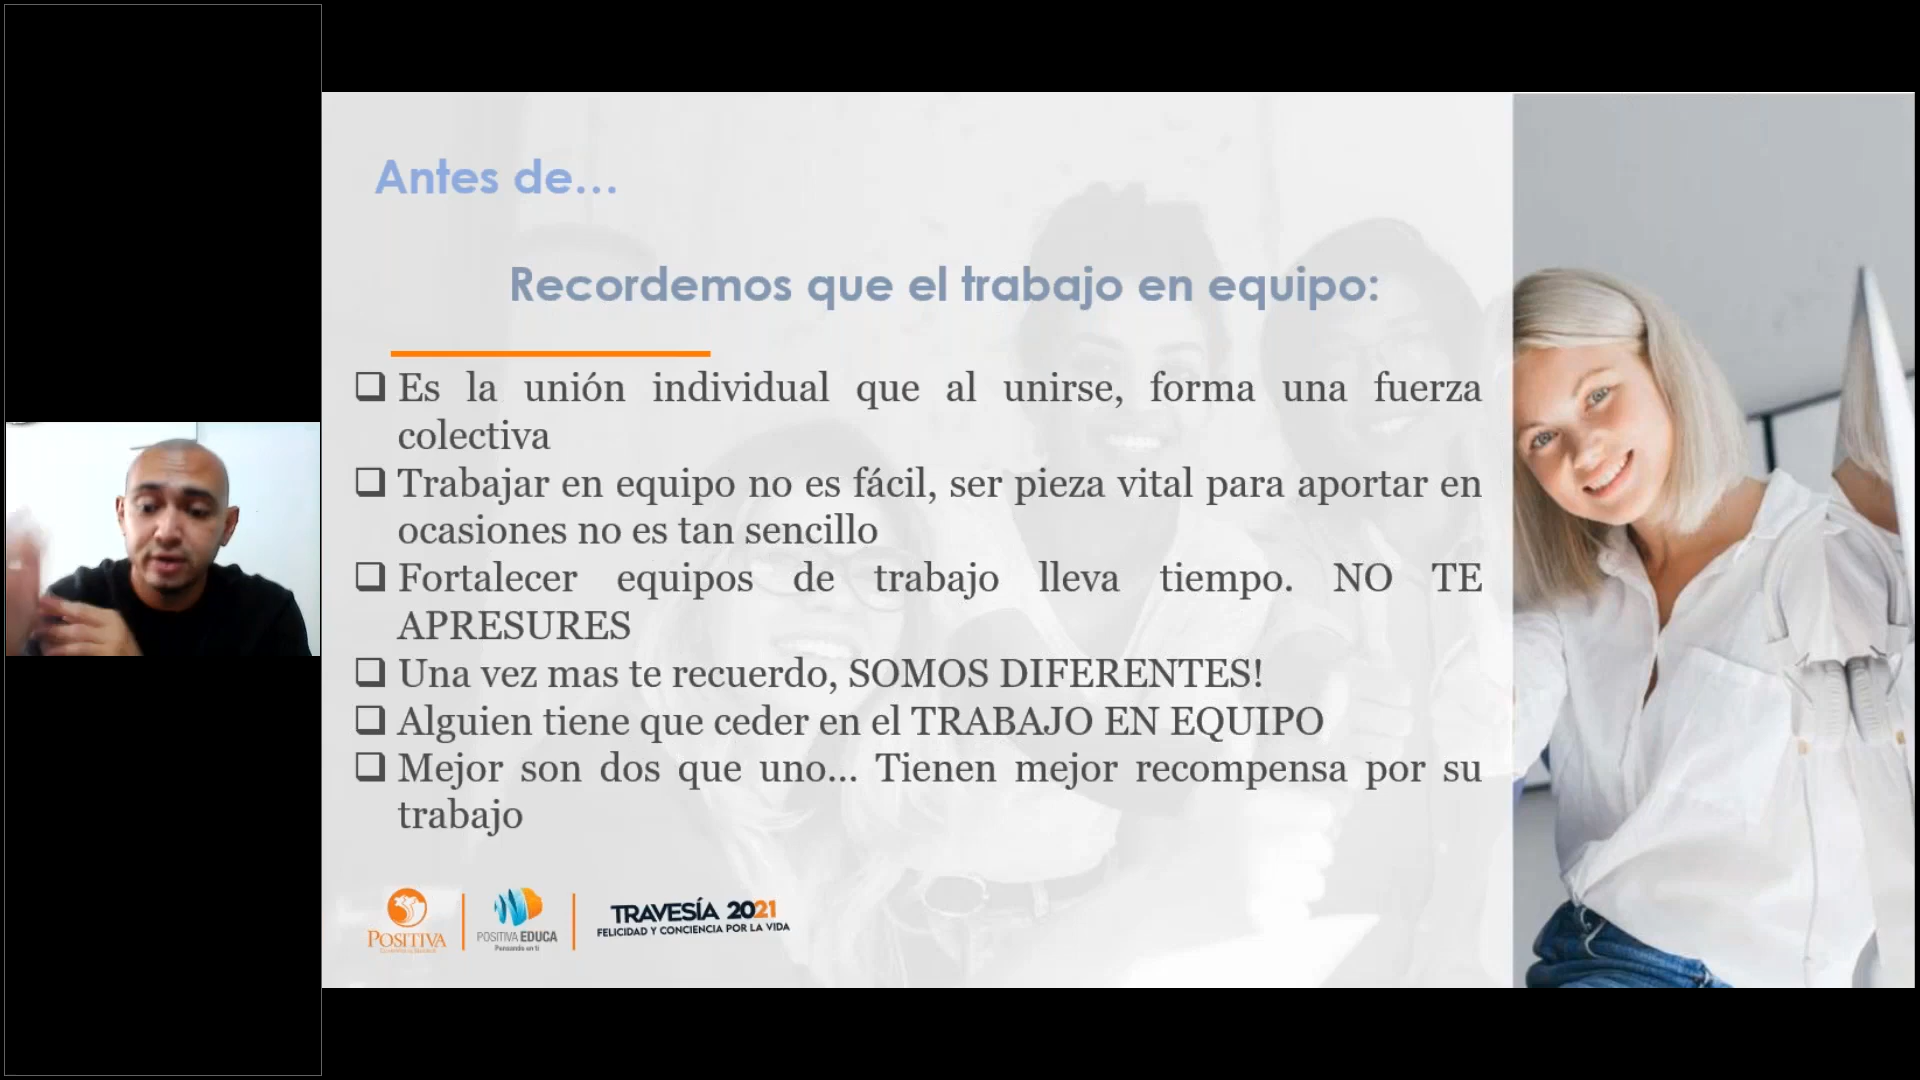 Antes de...
Recordemos que el trabajo en equipo:
❑ Es la unión individual que al unirse, forma una fuerza
colectiva
❑ Trabajar en equipo no es fácil, ser pieza vital para aportar en
ocasiones no es tan sencillo
❑ Fortalecer equipos de trabajo lleva tiempo. NO TE
APRESURES
❑ Una vez mas te recuerdo, SOMOS DIFERENTES!
❑ Alguien tiene que ceder en el TRABAJO EN EQUIPO
❑ Mejor son dos que uno... Tienen mejor recompensa por su
trabajo
POSITIVA
POSITIVA EDUCA
Pensando en ti
TRAVESÍA 2021
FELICIDAD Y CONCIENCIA POR LA VIDA